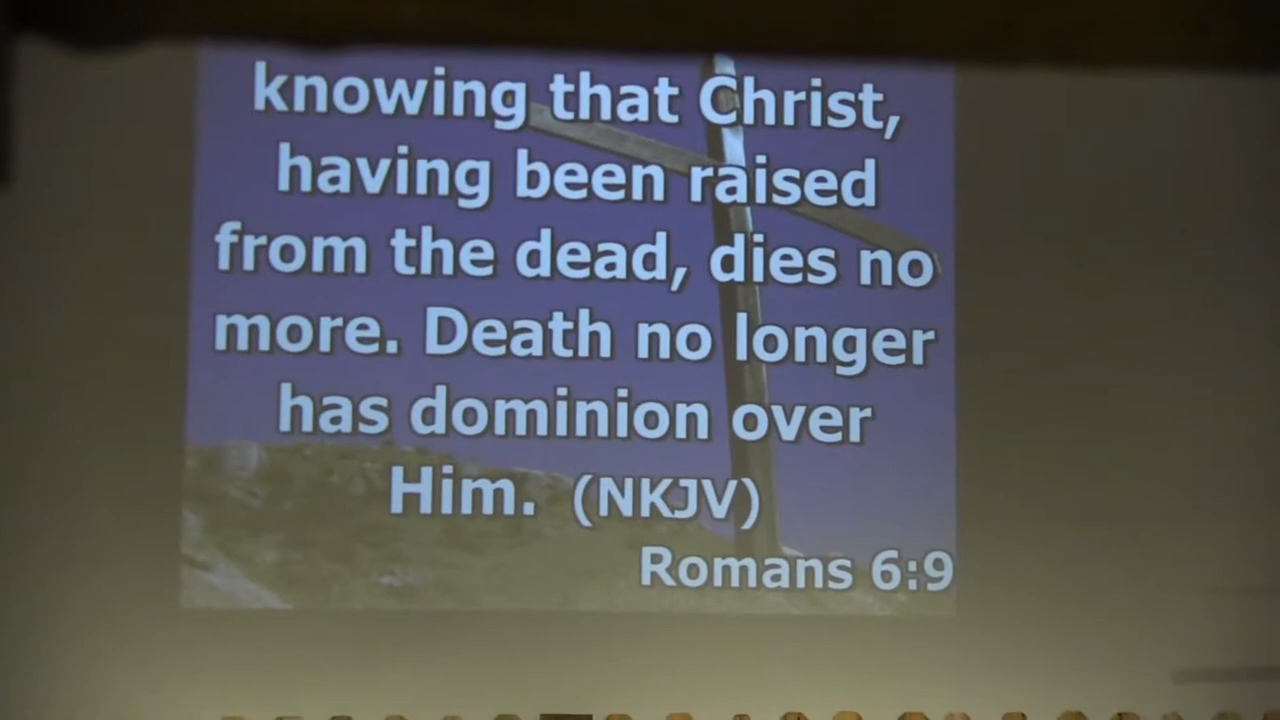 knowing that Christ,
having been raised
from the dead, dies no
more. Death no longer
has dominion over
Him. (NKJV)
Romans 6:9